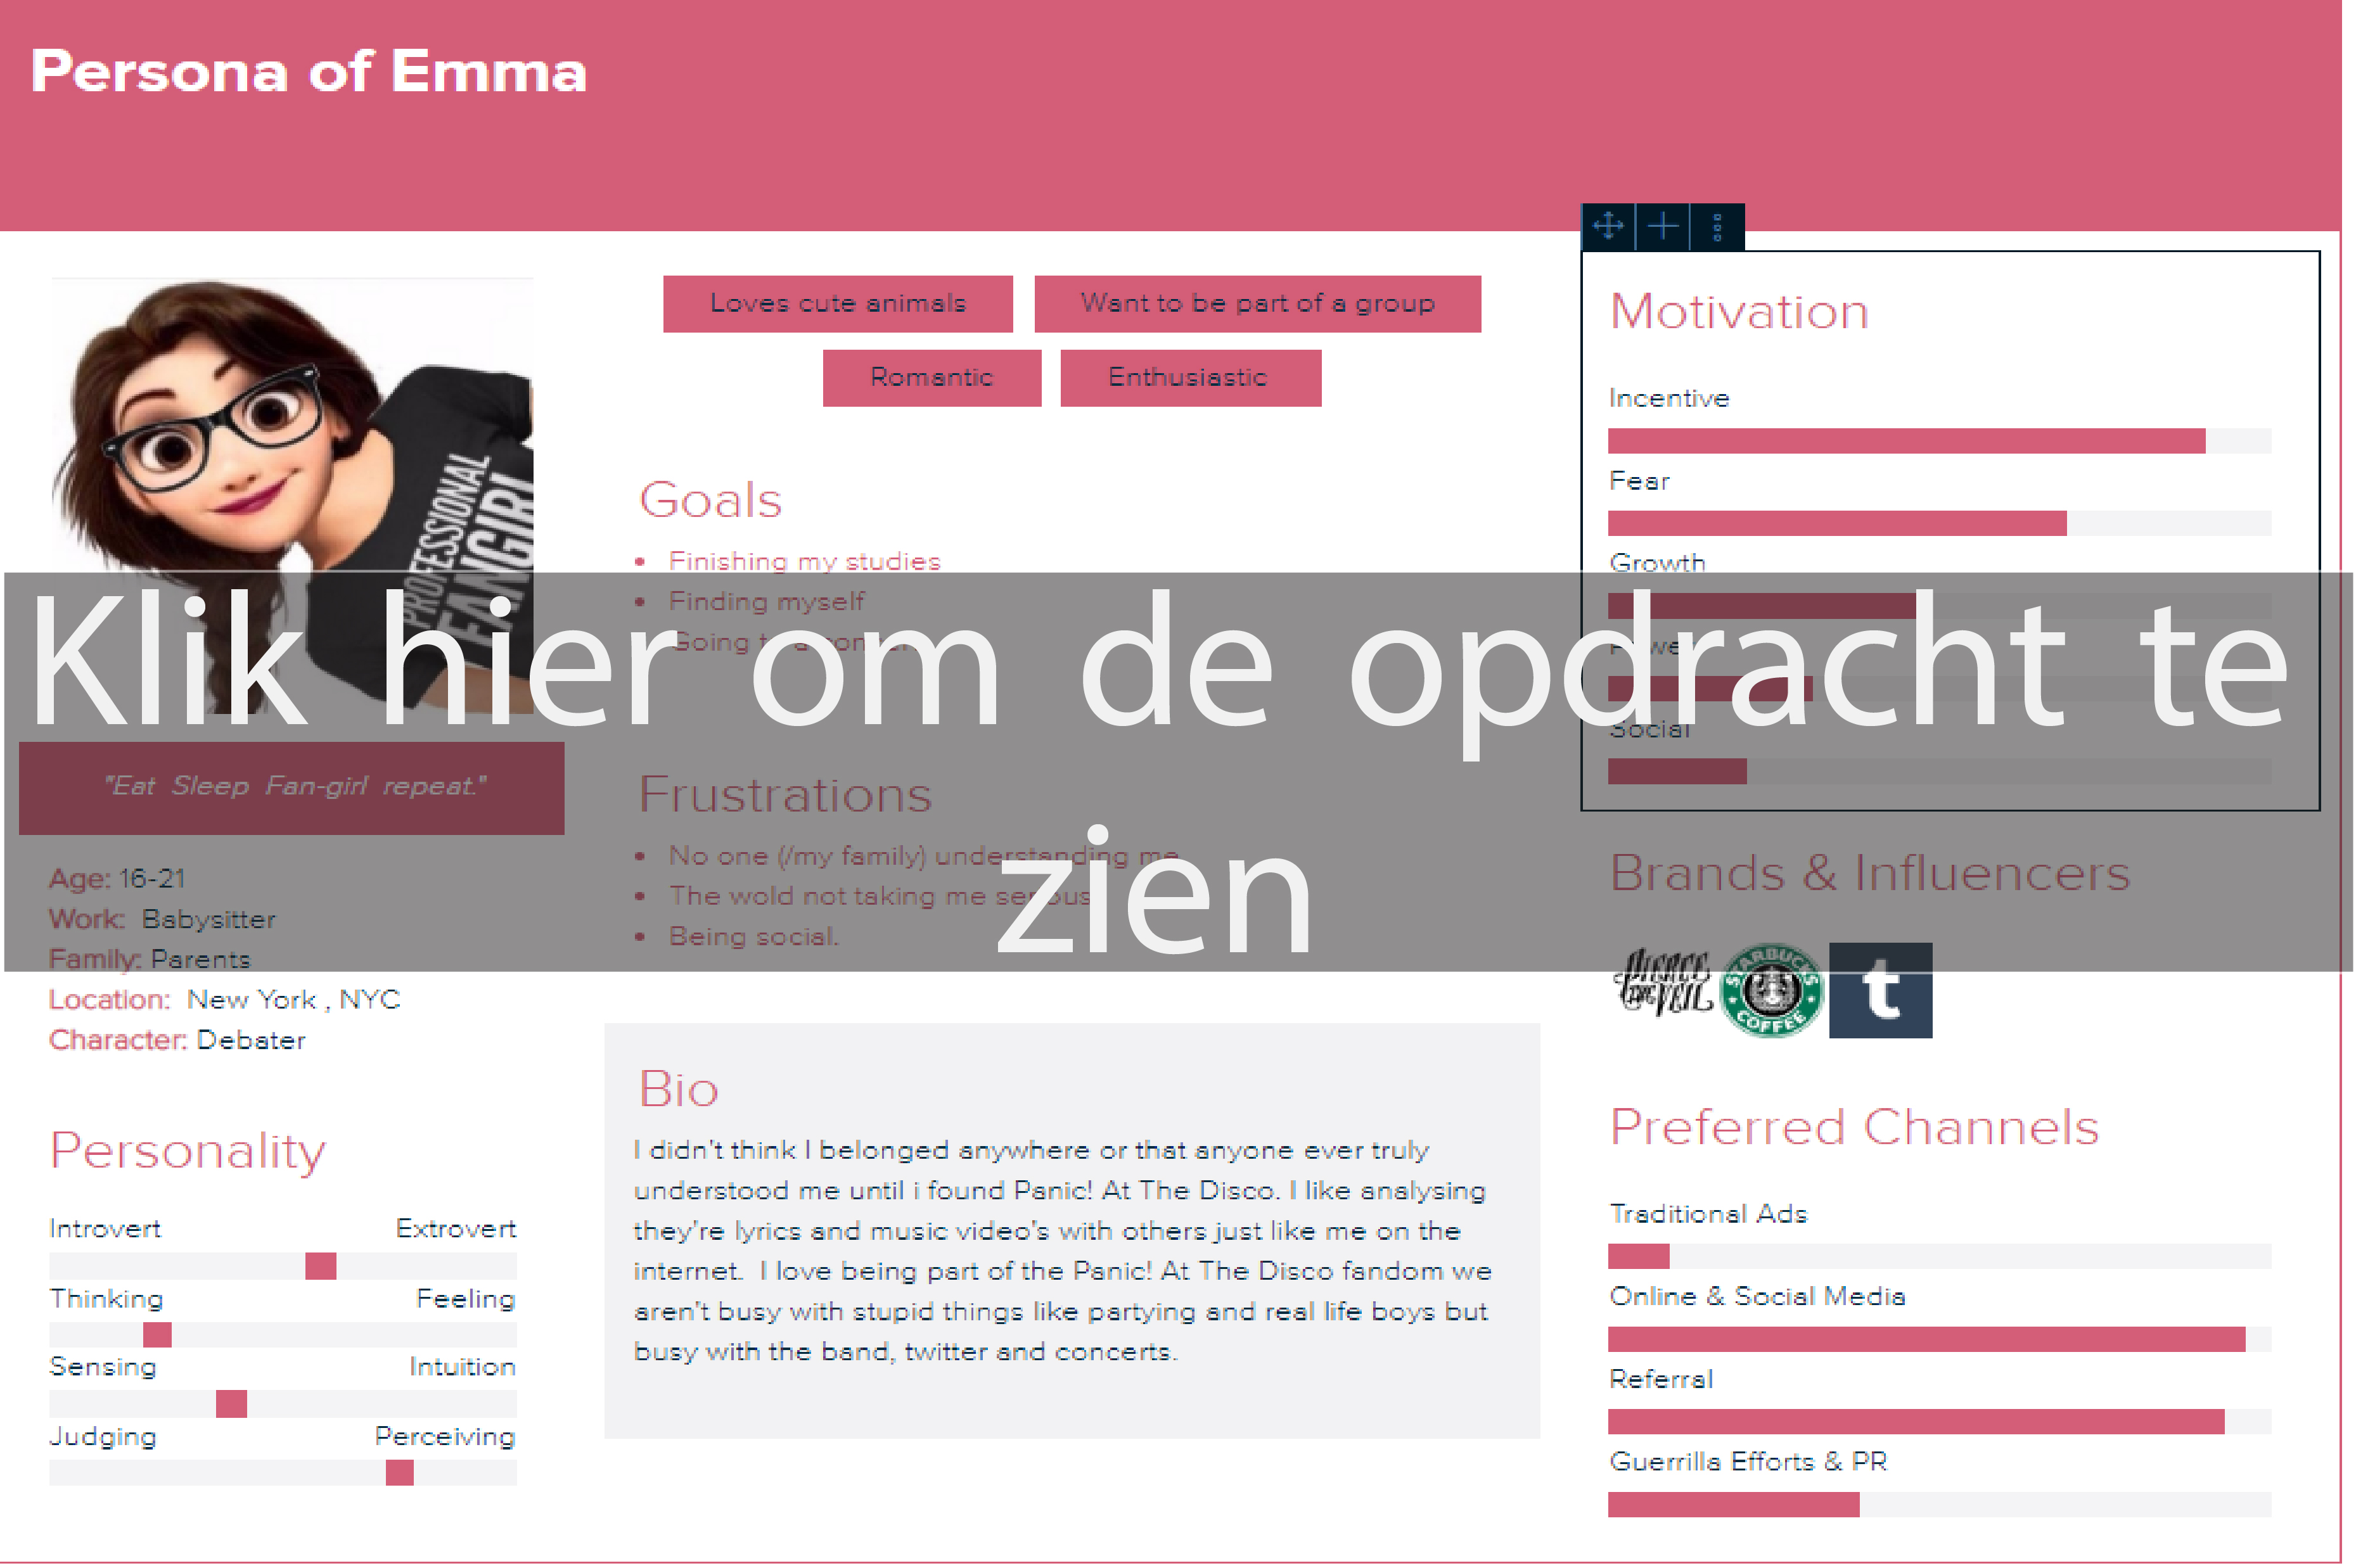 Persona of Emma
PROFESSIONAL
FANGIRL
"Eat Sleep Fan-girl repeat."
Age: 16-21
Work: Babysitter
Family: Parents
Location: New York , NYC
Character: Debater
Personality
Introvert Extrovert
Thinking Feeling
Sensing Intuition
Judging Perceiving
Loves cute animals Want to be part of a group
Romantic Enthusiastic
Goals
Finishing my studies
Finding myself
Going
Klik hier om de opdracht te
zien
Frustrations
No one (/my family) understanding me
The wold not taking me serious
Being social.
Bio
I didn't think I belonged anywhere or that anyone ever truly
understood me until i found Panic! At The Disco. I like analysing
they're lyrics and music video's with others just like me on the
internet. I love being part of the Panic! At The Disco fandom we
aren't busy with stupid things like partying and real life boys but
busy with the band, twitter and concerts.
Motivation
Incentive
Fear
Growth
Power
Social
Brands & Influencers
PIERCE
THE VEIL
STARBUCKS
COFFEE
t
Preferred Channels
Traditional Ads
Online & Social Media
Referral
Guerrilla Efforts & PR